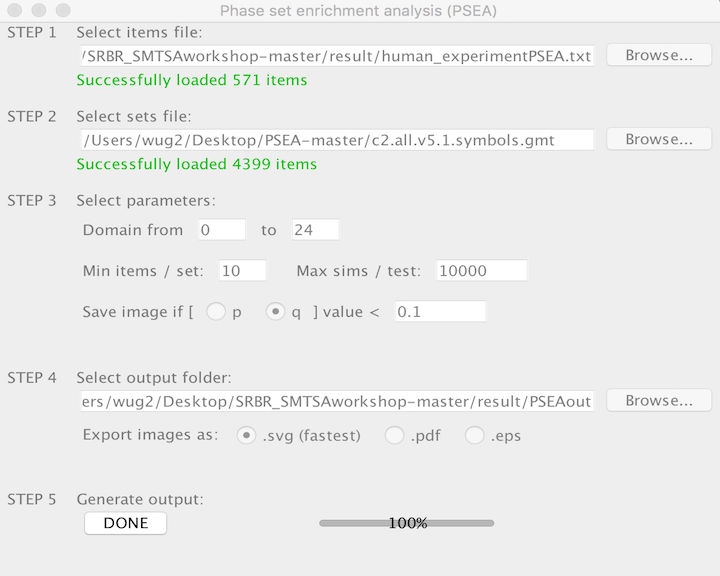 Phase set enrichment analysis (PSEA)
STEP 1 Select items file:
/SRBR_SMTSAworkshop-master/result/human_experimentPSEA.txt Browse...
Successfully loaded 571 items
STEP 2 Select sets file:
/Users/wug2/Desktop/PSEA-master/c2.all.v5.1.symbols.gmt Browse...
Successfully loaded 4399 items
STEP 3 Select parameters:
Domain from 0 to 24
Min items / set: 10 Max sims / test: 10000
Save image if [ p q ] value < 0.1
STEP 4 Select output folder:
ers/wug2/Desktop/SRBR_SMTSAworkshop-master/result/PSEAout Browse...
Export images as: .svg (fastest) .pdf .eps
STEP 5 Generate output:
DONE 100%